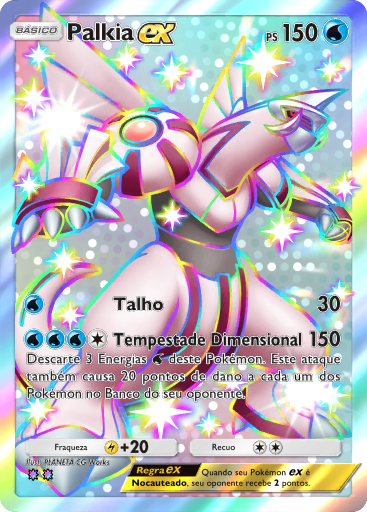 BÁSICO Palkia ex PS 150
Talho 30
Tempestade Dimensional 150
Descarte 3 Energias deste Pokémon. Este ataque
também causa 20 pontos de dano a cada um dos
Pokémon no Banco do seu oponente.
Fraqueza +20 Recuo
Ilust. PLANETA CG Works
Regra ex Quando seu Pokémon ex é
Nocauteado, seu oponente recebe 2 pontos.